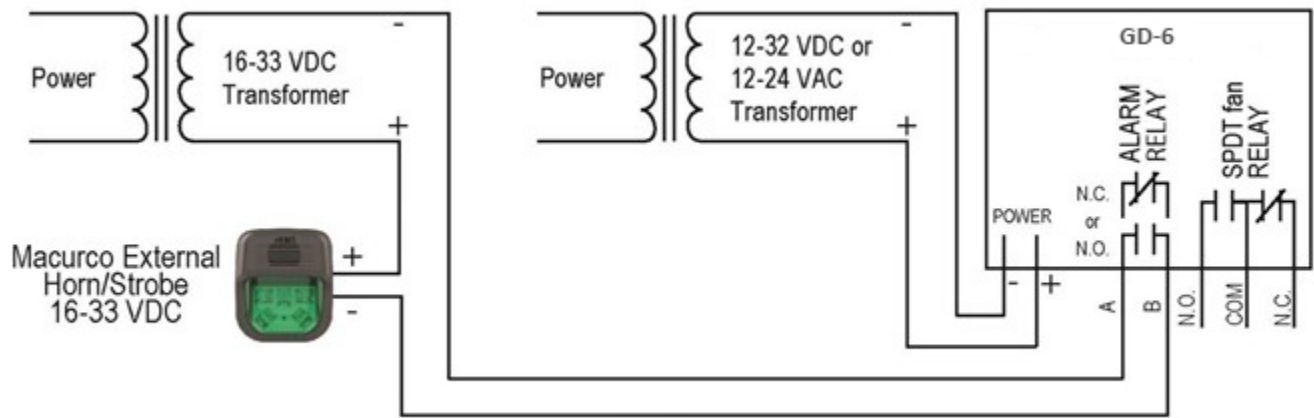 Power
16-33 VDC
Transformer
-
+
Power
12-32 VDC or
12-24 VAC
Transformer
-
+
GD-6
ALARM
RELAY
SPDT fan
RELAY
N.C.
or
N.O.
POWER
-
+
A
B
N.O.
COM
N.C.
Macurco External
Horn/Strobe
16-33 VDC
+
-